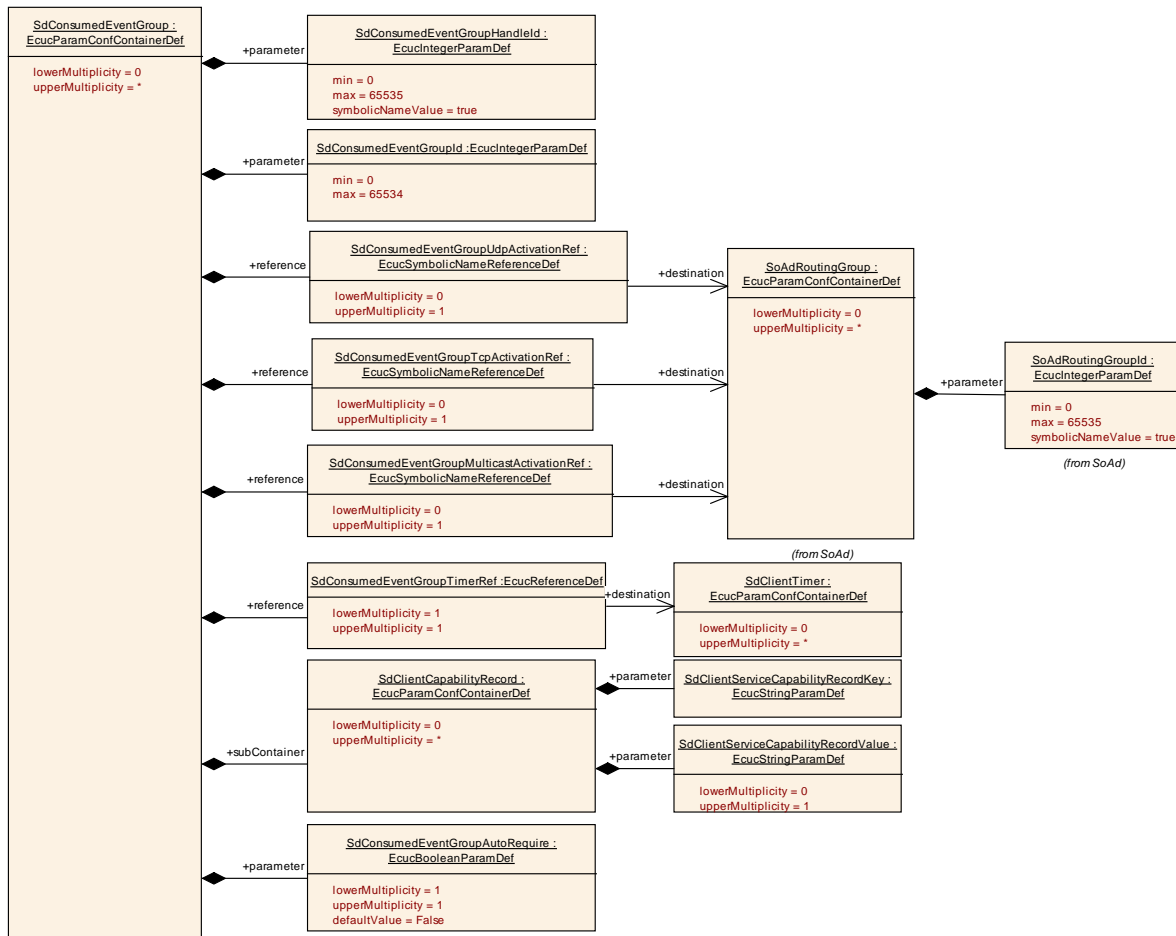 SdConsumedEventGroup :
EcucParamConfContainerDef
lowerMultiplicity = 0
upperMultiplicity = *
+parameter
SdConsumedEventGroupHandleId :
EcucIntegerParamDef
min = 0
max = 65535
symbolicNameValue = true
+parameter
SdConsumedEventGroupId :EcucIntegerParamDef
min = 0
max = 65534
+reference
SdConsumedEventGroupUdpActivationRef :
EcucSymbolicNameReferenceDef
lowerMultiplicity = 0
upperMultiplicity = 1
+destination
SoAdRoutingGroup :
EcucParamConfContainerDef
lowerMultiplicity = 0
upperMultiplicity = *
(from SoAd)
+parameter
SoAdRoutingGroupId :
EcucIntegerParamDef
min = 0
max = 65535
symbolicNameValue = true
(from SoAd)
+reference
SdConsumedEventGroupTcpActivationRef :
EcucSymbolicNameReferenceDef
lowerMultiplicity = 0
upperMultiplicity = 1
+destination
+reference
SdConsumedEventGroupMulticastActivationRef :
EcucSymbolicNameReferenceDef
lowerMultiplicity = 0
upperMultiplicity = 1
+destination
+reference
SdConsumedEventGroupTimerRef :EcucReferenceDef
lowerMultiplicity = 1
upperMultiplicity = 1
+destination
SdClientTimer :
EcucParamConfContainerDef
lowerMultiplicity = 0
upperMultiplicity = *
+subContainer
SdClientCapabilityRecord :
EcucParamConfContainerDef
lowerMultiplicity = 0
upperMultiplicity = *
+parameter
SdClientServiceCapabilityRecordKey :
EcucStringParamDef
+parameter
SdClientServiceCapabilityRecordValue :
EcucStringParamDef
lowerMultiplicity = 0
upperMultiplicity = 1
+parameter
SdConsumedEventGroupAutoRequire :
EcucBooleanParamDef
lowerMultiplicity = 1
upperMultiplicity = 1
defaultValue = False